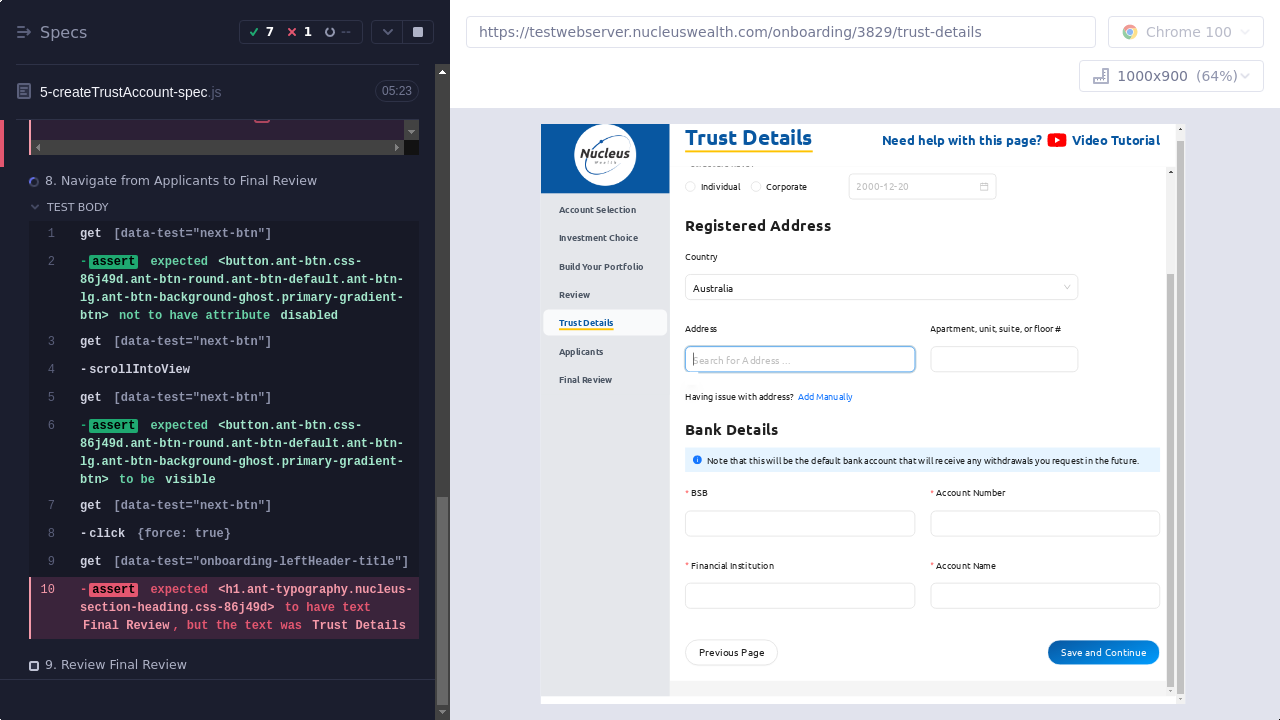 Specs
7
1
--
5-createTrustAccount-spec.js
05:23
8. Navigate from Applicants to Final Review
TEST BODY
1 get [data-test="next-btn"]
2 -assert expected <button.ant-btn.css-
86j49d.ant-btn-round.ant-btn-default.ant-btn-
lg.ant-btn-background-ghost.primary-gradient-
btn> not to have attribute disabled
3 get [data-test="next-btn"]
4 -scrollIntoView
5 get [data-test="next-btn"]
6 -assert expected <button.ant-btn.css-
86j49d.ant-btn-round.ant-btn-default.ant-btn-
lg.ant-btn-background-ghost.primary-gradient-
btn> to be visible
7 get [data-test="next-btn"]
8 -click {force: true}
9 get [data-test="onboarding-leftHeader-title"]
10 -assert expected <h1.ant-typography.nucleus-
section-heading.css-86j49d> to have text
Final Review, but the text was Trust Details
9. Review Final Review
https://testwebserver.nucleuswealth.com/onboarding/3829/trust-details
Chrome 100
1000x900 (64%)
Nucleus
Wealth
Account Selection
Investment Choice
Build Your Portfolio
Review
Trust Details
Applicants
Final Review
Trust Details
Need help with this page? Video Tutorial
Individual Corporate
2000-12-20
Registered Address
Country
Australia
Address
Apartment, unit, suite, or floor #
Search for Address ...
Having issue with address? Add Manually
Bank Details
Note that this will be the default bank account that will receive any withdrawals you request in the future.
* BSB
* Account Number
* Financial Institution
* Account Name
Previous Page
Save and Continue